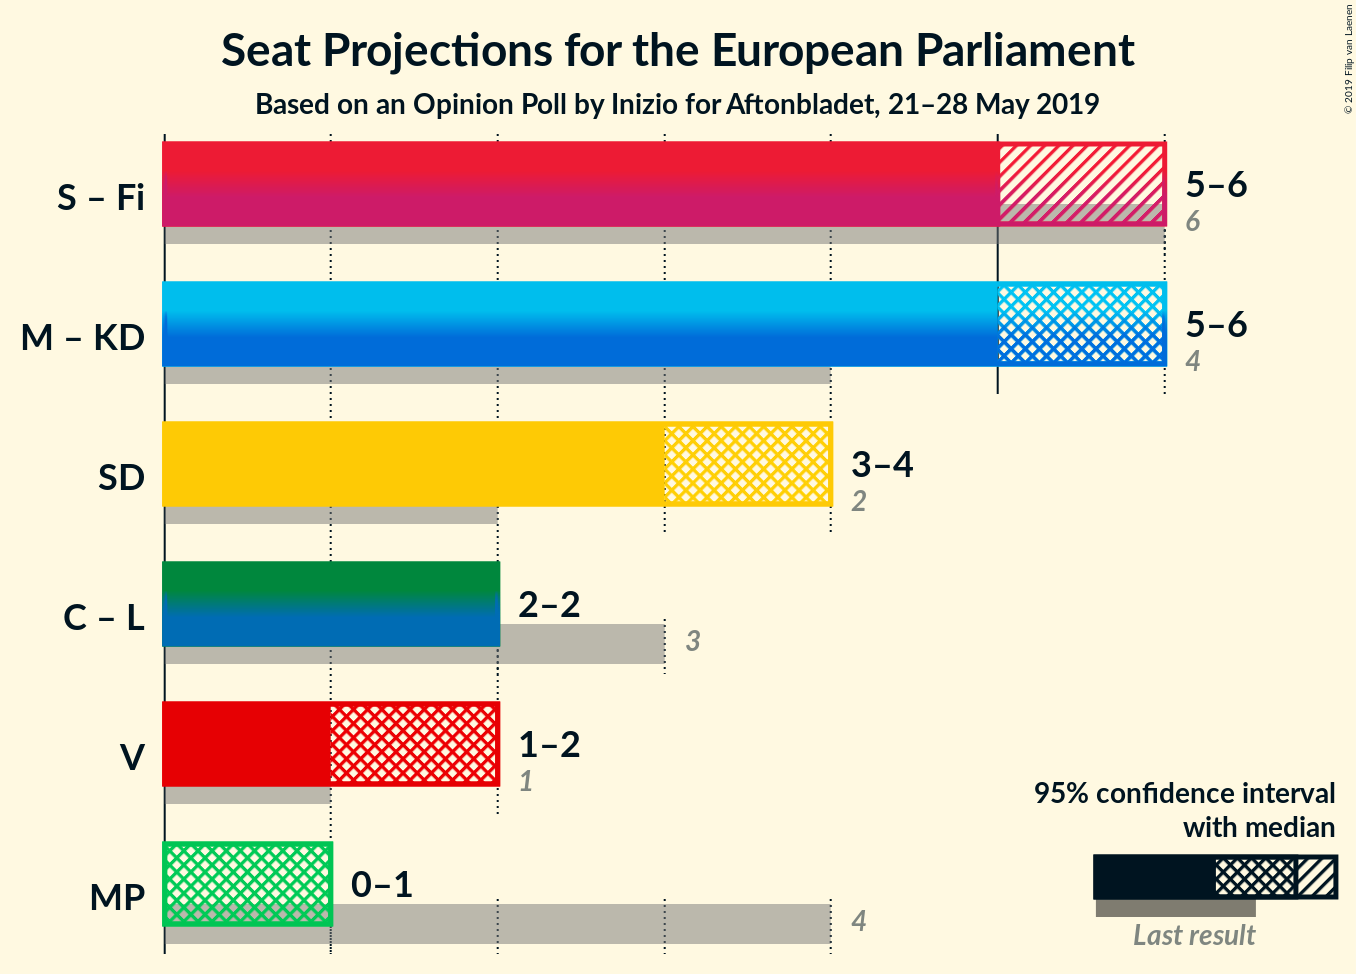 Seat Projections for the European Parliament
Based on an Opinion Poll by Inizio for Aftonbladet, 21–28 May 2019
© 2019 Filip van Laenen
S – Fi
5–6
6
M – KD
5–6
4
SD
3–4
2
C – L
2–2
3
V
1–2
1
MP
0–1
4
95% confidence interval
with median
Last result